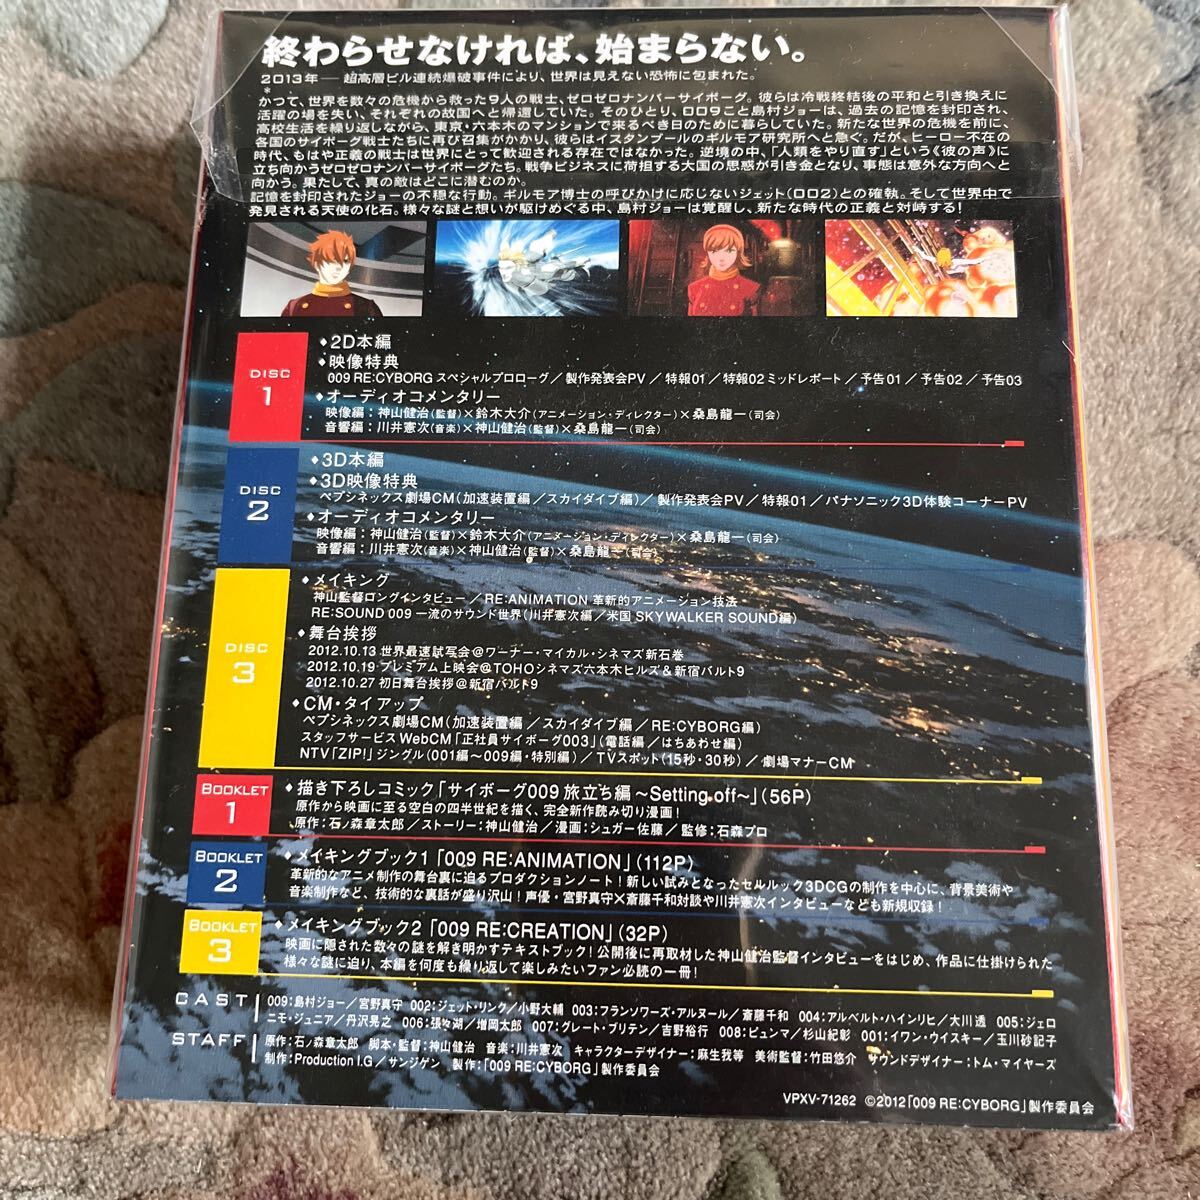 終わらせなければ、始まらない。
2013年── 超高層ビル連続爆破事件により、世界は見えない恐怖に包まれた。
*
かつて、世界を数々の危機から救った9人の戦士、ゼロゼロナンバーサイボーグ。彼らは冷戦終結後の平和と引き換えに
活躍の場を失い、それぞれの故国へと帰還していた。そのひとり、009こと島村ジョーは、過去の記憶を封印され、
高校生活を繰り返しながら、東京・六本木のマンションで来るべき日のために暮らしていた。新たな世界の危機を前に、
各国のサイボーグ戦士たちに再び召集がかかり、彼らはイスタンブールのギルモア研究所へと急ぐ。だが、ヒーロー不在の
時代、もはや正義の戦士は世界にとって歓迎される存在ではなかった。逆境の中、「人類をやり直す」という《彼の声》に
立ち向かうゼロゼロナンバーサイボーグたち。戦争ビジネスに荷担する大国の思惑が引き金となり、事態は意外な方向へと
向かう。果たして、真の敵はどこに潜むのか。
記憶を封印されたジョーの不穏な行動。ギルモア博士の呼びかけに応じないジェット(002)との確執。そして世界中で
発見される天使の化石。様々な謎と想いが駆けめぐる中、島村ジョーは覚醒し、新たな時代の正義と対峙する!
DISC
1
◆2D本編
◆映像特典
009 RE:CYBORG スペシャルプロローグ/製作発表会PV/特報01/特報02ミッドレポート/予告01/予告02/予告03
◆オーディオコメンタリー
映像編：神山健治(監督)×鈴木大介(アニメーション・ディレクター)×桑島龍一(司会)
音響編：川井憲次(音楽)×神山健治(監督)×桑島龍一(司会)
DISC
2
◆3D本編
◆3D映像特典
ペプシネックス劇場CM(加速装置編/スカイダイブ編)/製作発表会PV/特報01/パナソニック3D体験コーナーPV
◆オーディオコメンタリー
映像編：神山健治(監督)×鈴木大介(アニメーション・ディレクター)×桑島龍一(司会)
音響編：川井憲次(音楽)×神山健治(監督)×桑島龍一(司会)
DISC
3
◆メイキング
神山監督ロングインタビュー/RE:ANIMATION 革新的アニメーション技法
RE:SOUND 009 一流のサウンド世界(川井憲次編/米国 SKYWALKER SOUND編)
◆舞台挨拶
2012.10.13 世界最速試写会@ワーナー・マイカル・シネマズ新石巻
2012.10.19 プレミアム上映会@TOHOシネマズ六本木ヒルズ&新宿バルト9
2012.10.27 初日舞台挨拶@新宿バルト9
◆CM・タイアップ
ペプシネックス劇場CM(加速装置編/スカイダイブ編/RE:CYBORG編)
スタッフサービスWebCM「正社員サイボーグ003」(電話編/はちあわせ編)
NTV「ZIP!」ジングル(001編～009編・特別編)/TVスポット(15秒・30秒)/劇場マナーCM
BOOKLET
1
◆描き下ろしコミック「サイボーグ009 旅立ち編 ～Setting off～」(56P)
原作から映画に至る空白の四半世紀を描く、完全新作読み切り漫画!
原作：石ノ森章太郎/ストーリー：神山健治/漫画：シュガー佐藤/監修：石森プロ
BOOKLET
2
◆メイキングブック1「009 RE:ANIMATION」(112P)
革新的なアニメ制作の舞台裏に迫るプロダクションノート!新しい試みとなったセルルック3DCGの制作を中心に、背景美術や
音楽制作など、技術的な裏話が盛り沢山!声優・宮野真守×斎藤千和対談や川井憲次インタビューなども新規収録!
BOOKLET
3
◆メイキングブック2「009 RE:CREATION」(32P)
映画に隠された数々の謎を解き明かすテキストブック!公開後に再取材した神山健治監督インタビューをはじめ、作品に仕掛けられた
様々な謎に迫り、本編を何度も繰り返して楽しみたいファン必読の一冊!
CAST
009：島村ジョー/宮野真守 002：ジェット・リンク/小野大輔 003：フランソワーズ・アルヌール/斎藤千和 004：アルベルト・ハインリヒ/大川透 005：ジェロ
ニモ・ジュニア/丹沢晃之 006：張々湖/増岡太郎 007：グレート・ブリテン/吉野裕行 008：ピュンマ/杉山紀彰 001：イワン・ウイスキー/玉川砂記子
STAFF
原作：石ノ森章太郎 脚本・監督：神山健治 音楽：川井憲次 キャラクターデザイナー：麻生我等 美術監督：竹田悠介 サウンドデザイナー：トム・マイヤーズ
制作：Production I.G/サンジゲン 製作：「009 RE:CYBORG」製作委員会
VPXV-71262 ©2012「009 RE:CYBORG」製作委員会